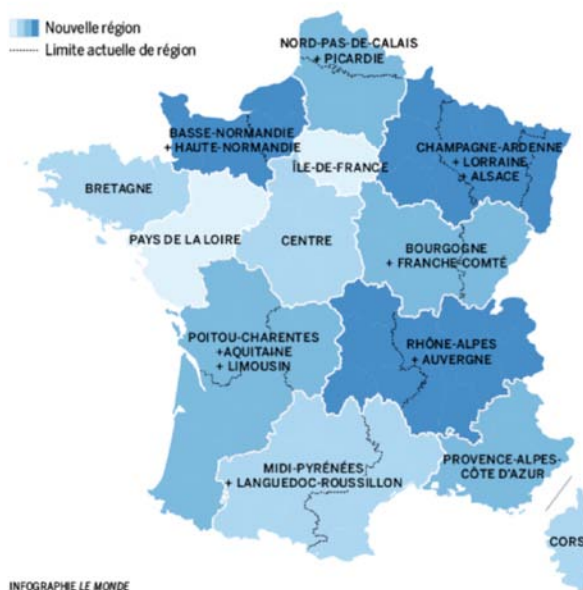 Nouvelle région
Limite actuelle de région
NORD-PAS-DE-CALAIS
+ PICARDIE
BASSE-NORMANDIE
+ HAUTE-NORMANDIE
ÎLE-DE-FRANCE
CHAMPAGNE-ARDENNE
+ LORRAINE
+ ALSACE
BRETAGNE
PAYS DE LA LOIRE
CENTRE
BOURGOGNE
+ FRANCHE-COMTÉ
POITOU-CHARENTES
+AQUITAINE
+ LIMOUSIN
RHÔNE-ALPES
+ AUVERGNE
MIDI-PYRÉNÉES
+ LANGUEDOC-ROUSSILLON
PROVENCE-ALPES-
CÔTE D'AZUR
CORS
INFOGRAPHIE LE MONDE